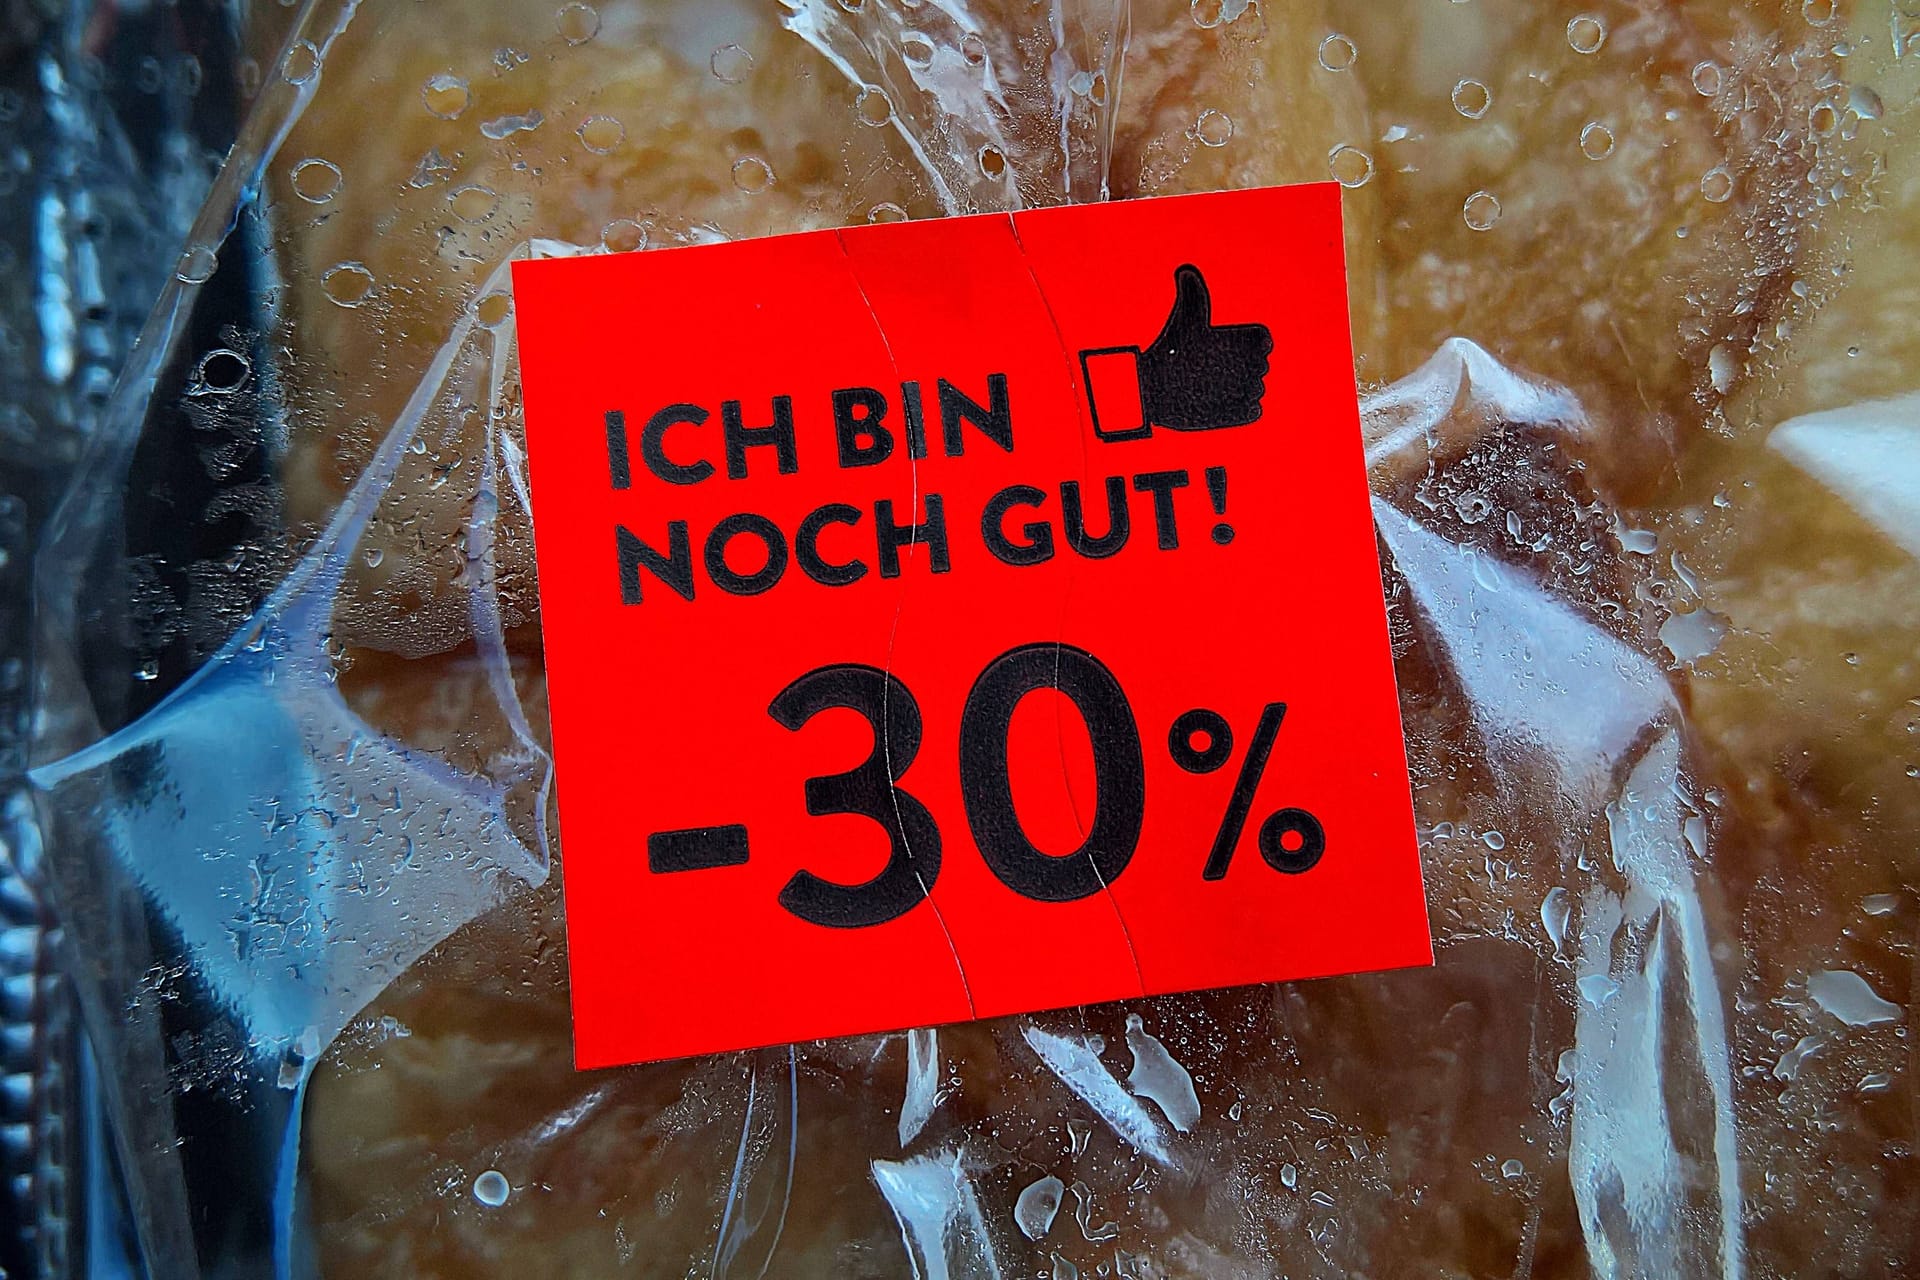 ICH BIN
NOCH GUT!
-30%